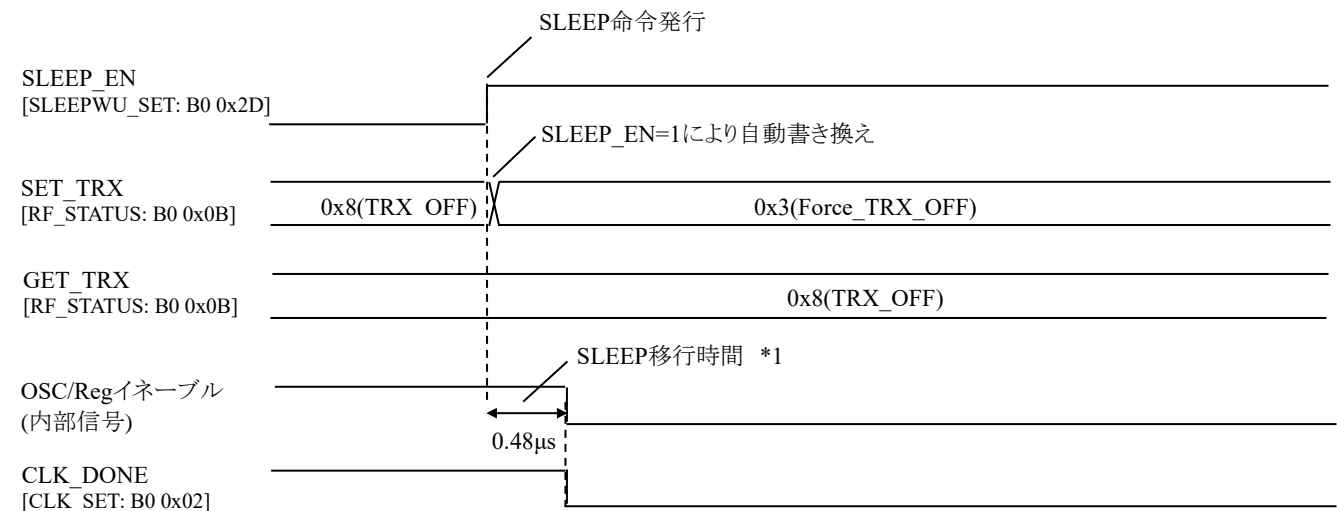 SLEEP命令発行
SLEEP_EN
[SLEEPWU_SET: B0 0x2D]
SLEEP_EN=1により自動書き換え
SET_TRX
[RF_STATUS: B0 0x0B]
0x8(TRX_OFF)
0x3(Force_TRX_OFF)
GET_TRX
[RF_STATUS: B0 0x0B]
0x8(TRX_OFF)
SLEEP移行時間 *1
OSC/Regイネーブル
(内部信号)
0.48μs
CLK_DONE
[CLK_SET: B0 0x02]